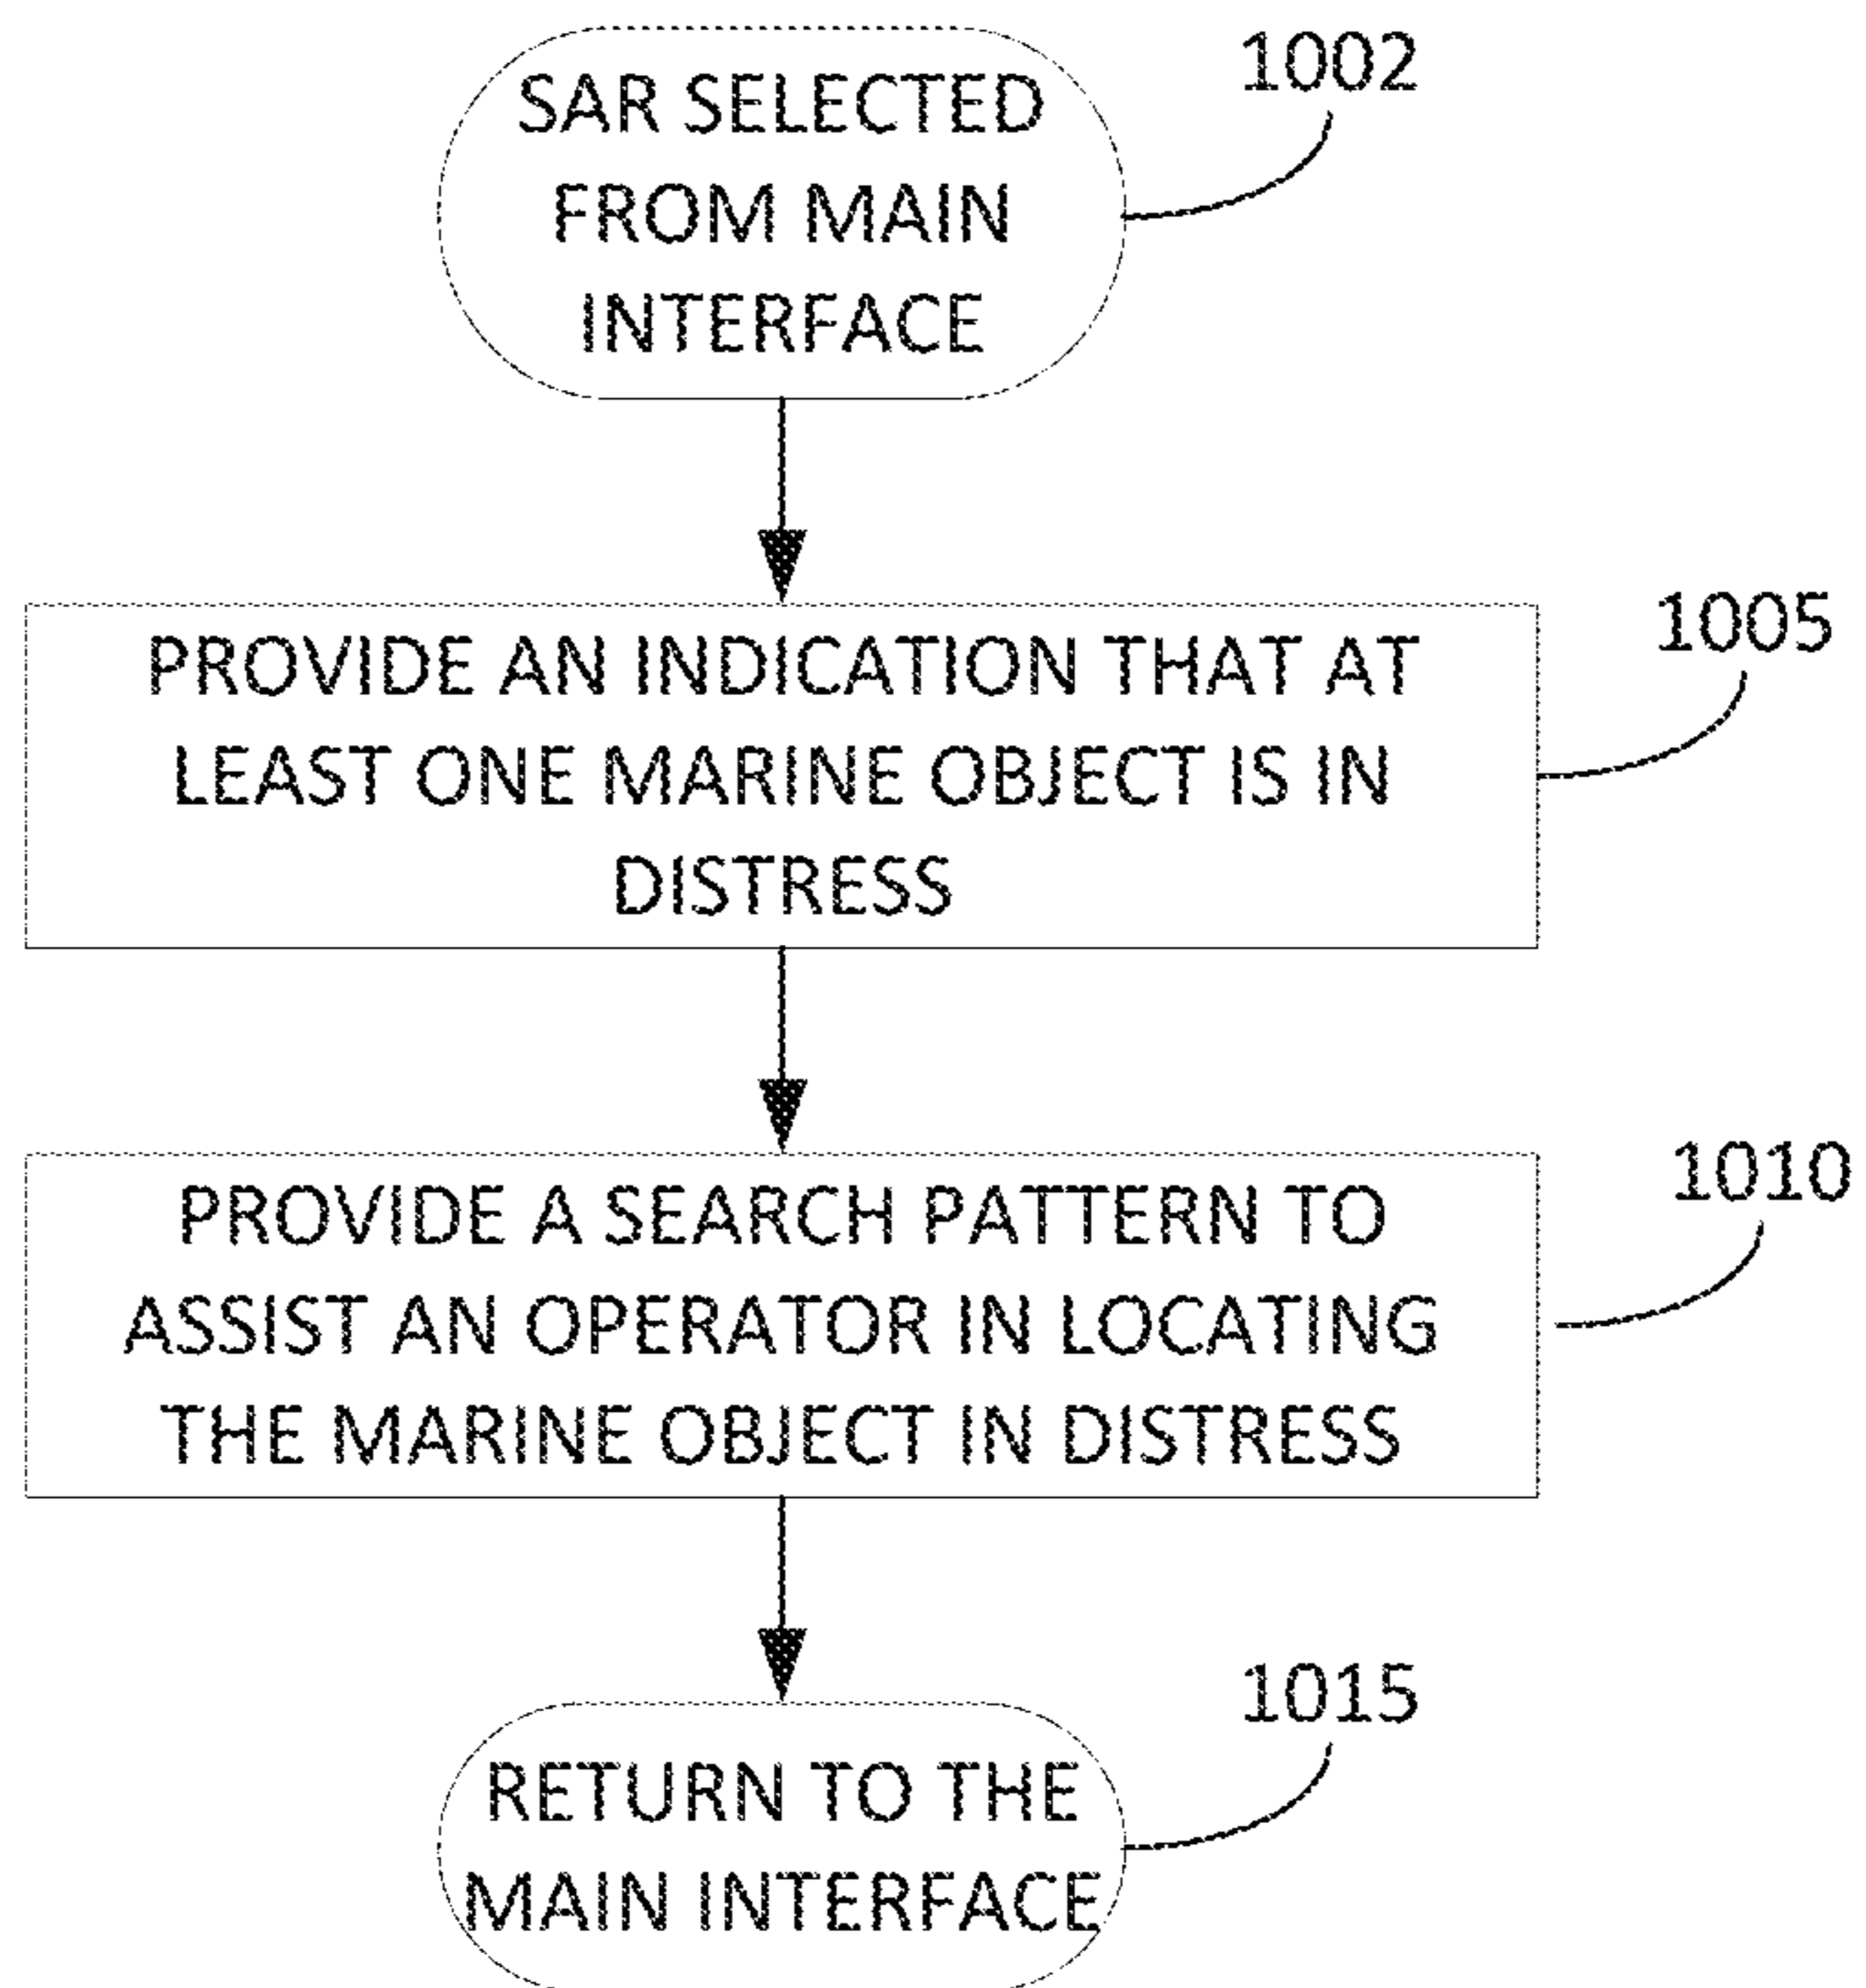 SAR SELECTED
FROM MAIN
INTERFACE
1002
PROVIDE AN INDICATION THAT AT
LEAST ONE MARINE OBJECT IS IN
DISTRESS
1005
PROVIDE A SEARCH PATTERN TO
ASSIST AN OPERATOR IN LOCATING
THE MARINE OBJECT IN DISTRESS
1010
RETURN TO THE
MAIN INTERFACE
1015